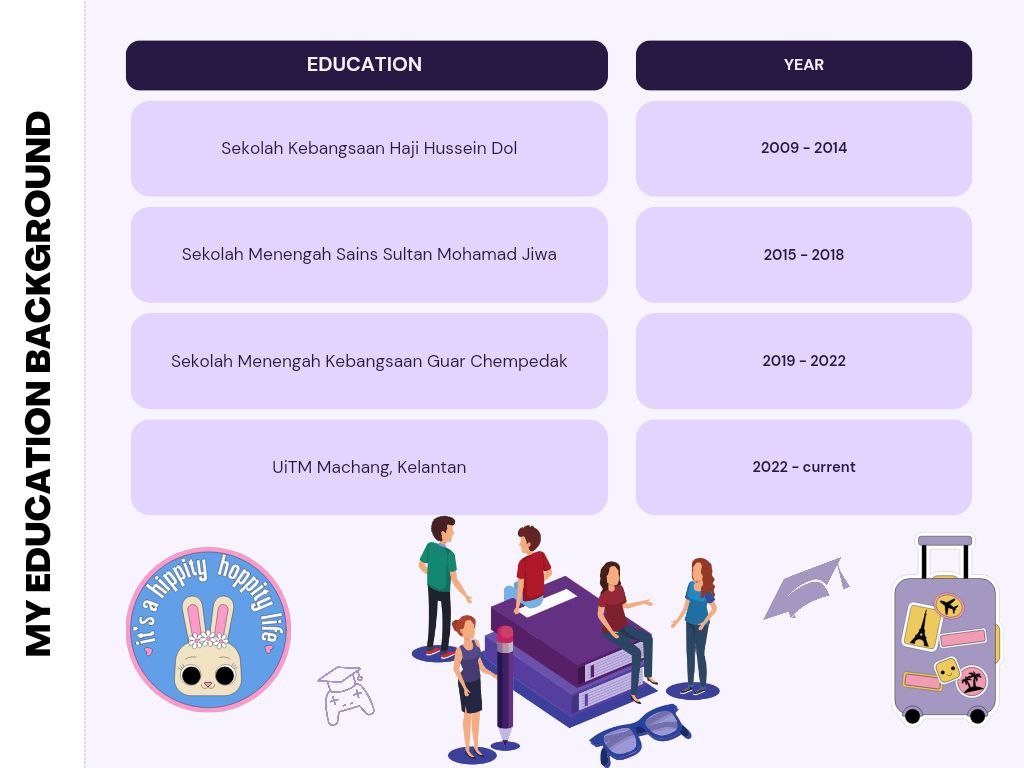 MY EDUCATION BACKGROUND
EDUCATION
YEAR
Sekolah Kebangsaan Haji Hussein Dol
2009 - 2014
Sekolah Menengah Sains Sultan Mohamad Jiwa
2015 - 2018
Sekolah Menengah Kebangsaan Guar Chempedak
2019 - 2022
UiTM Machang, Kelantan
2022 - current
it's a hippity hoppity life